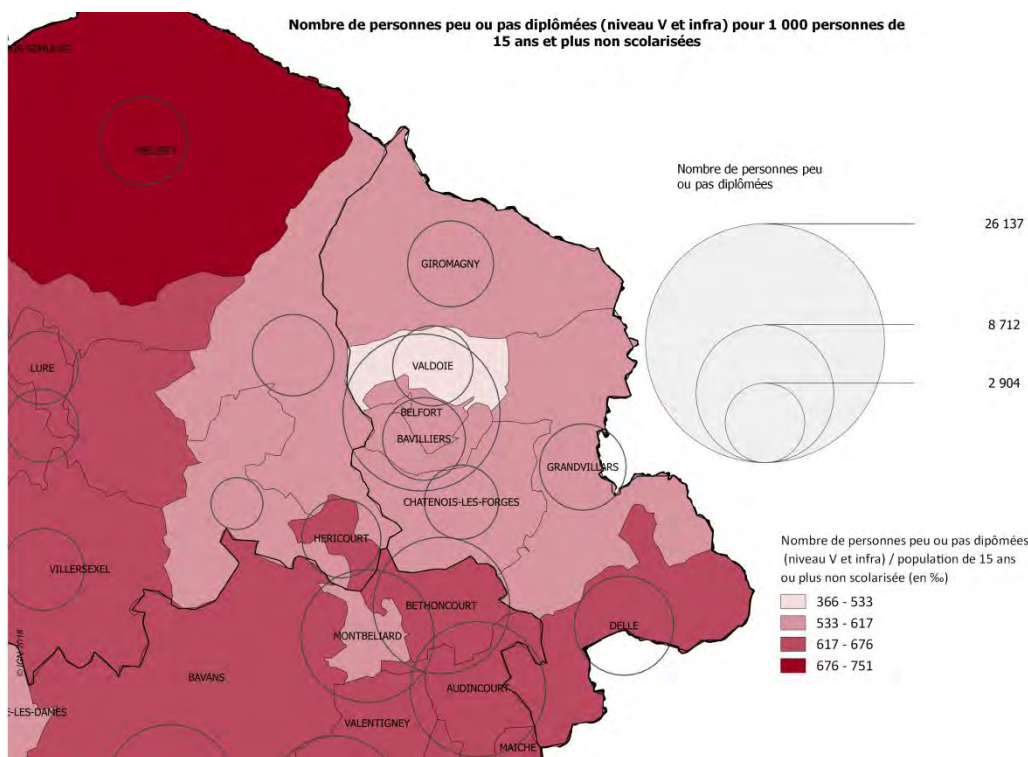 Nombre de personnes peu ou pas diplômées (niveau V et infra) pour 1 000 personnes de
15 ans et plus non scolarisées
Nombre de personnes peu
ou pas diplômées
26 137
8 712
2 904
GIROMAGNY
VALDOIE
LURE
BELFORT
BAVILLIERS
GRANDVILLARS
CHATENOIS-LES-FORGES
HERICOURT
VILLERSEXEL
BETHONCOURT
DELLE
MONTBELIARD
BAVANS
AUDINCOURT
E-LES-DAMES
VALENTIGNEY
MAICHE
© IGN 2018
Nombre de personnes peu ou pas dipômées
(niveau V et infra) / population de 15 ans
ou plus non scolarisée (en ‰)
366 - 533
533 - 617
617 - 676
676 - 751